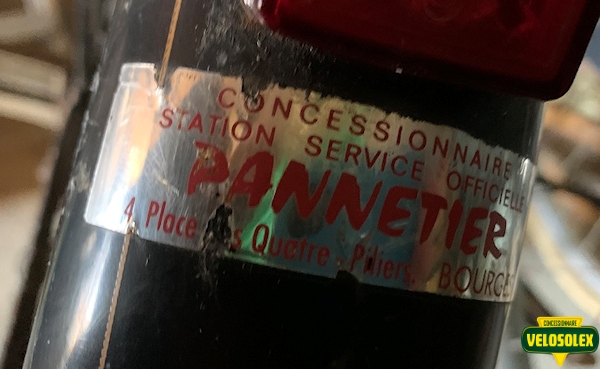 CONCESSIONNAIRE
STATION SERVICE OFFICIELLE
PANNETIER
4, Place s Quatre - Piliers. BOURGES
CONCESSIONNAIRE
VELOSOLEX